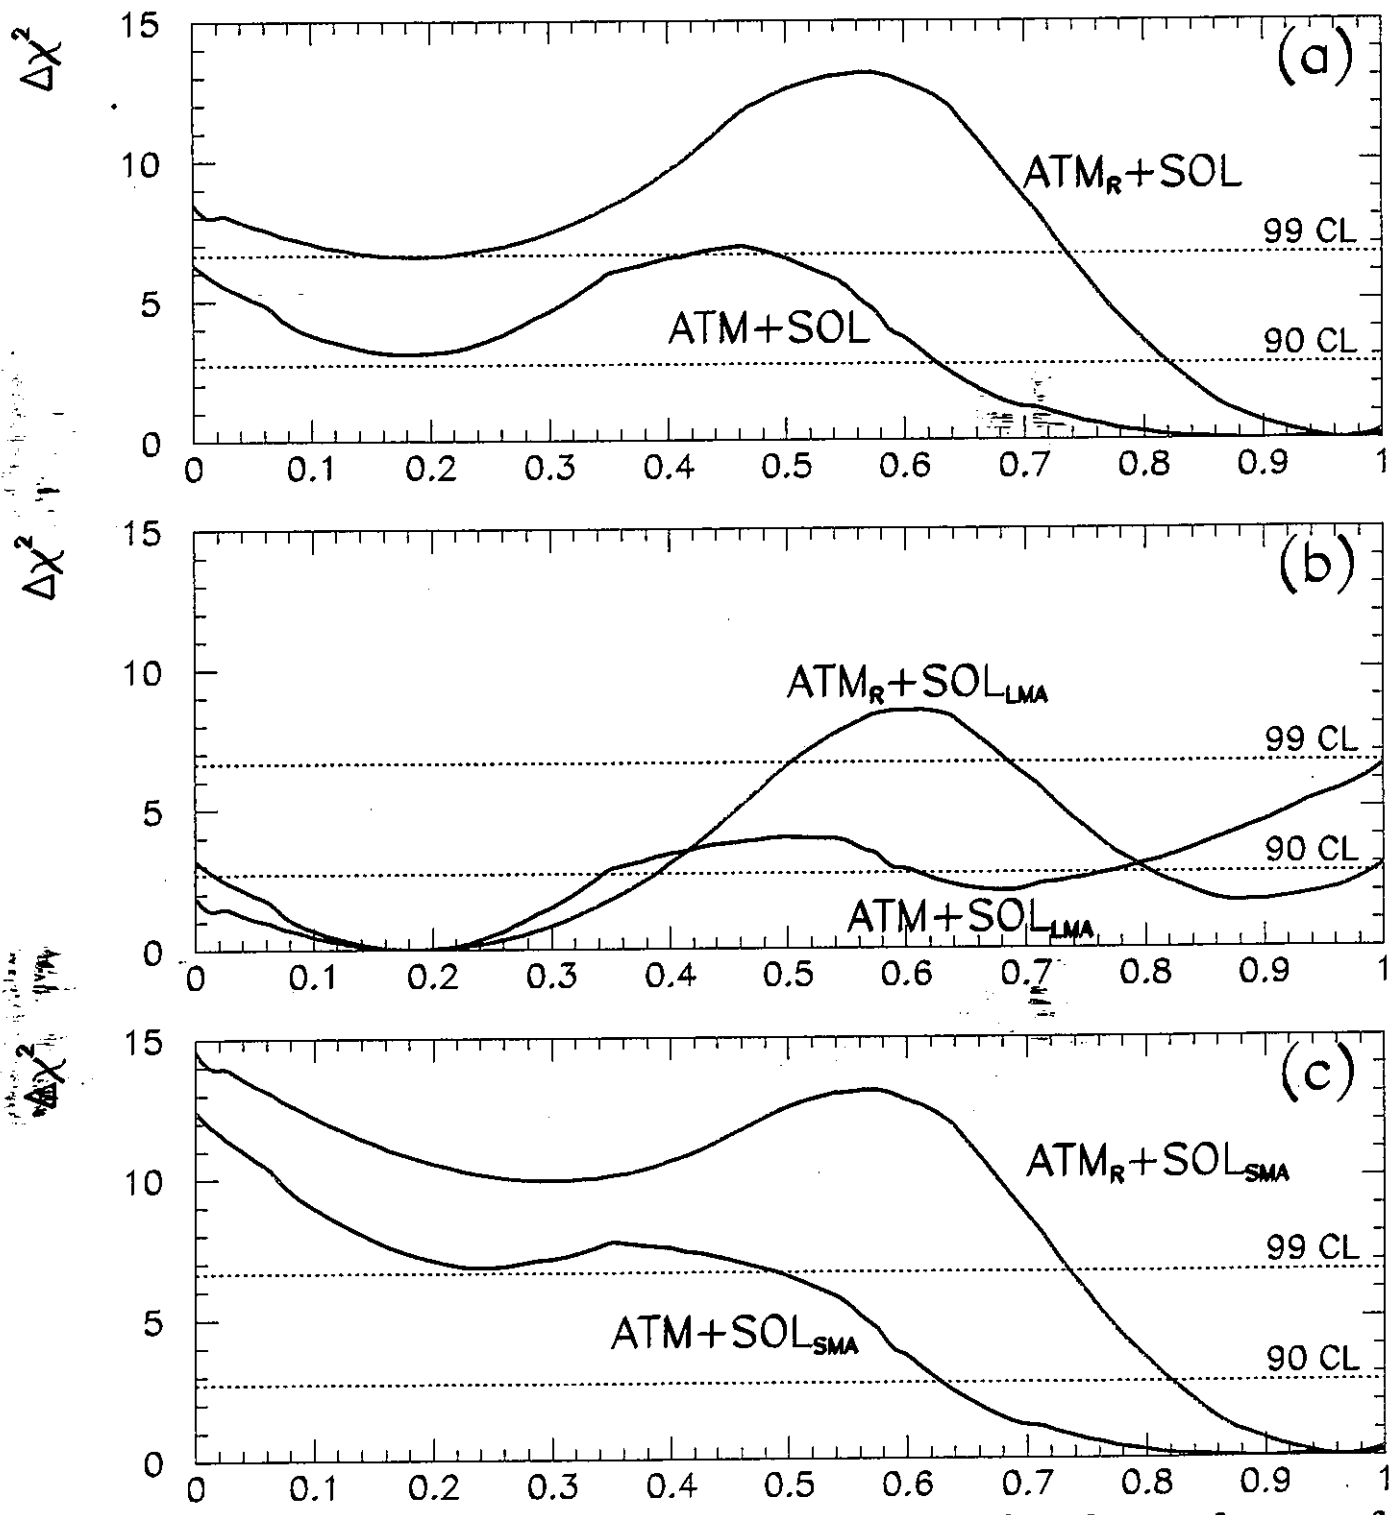 Δχ²
15
(a)
10
ATM_R+SOL
99 CL
5
ATM+SOL
90 CL
0
0 0.1 0.2 0.3 0.4 0.5 0.6 0.7 0.8 0.9 1
Δχ²
15
(b)
10
ATM_R+SOL_LMA
99 CL
5
90 CL
ATM+SOL_LMA
0
0 0.1 0.2 0.3 0.4 0.5 0.6 0.7 0.8 0.9 1
Δχ²
15
(c)
10
ATM_R+SOL_SMA
99 CL
5
ATM+SOL_SMA
90 CL
0
0 0.1 0.2 0.3 0.4 0.5 0.6 0.7 0.8 0.9 1